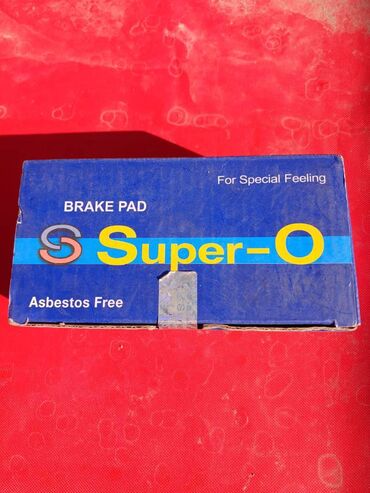 For Special Feeling
BRAKE PAD
S Super-O
Asbestos Free